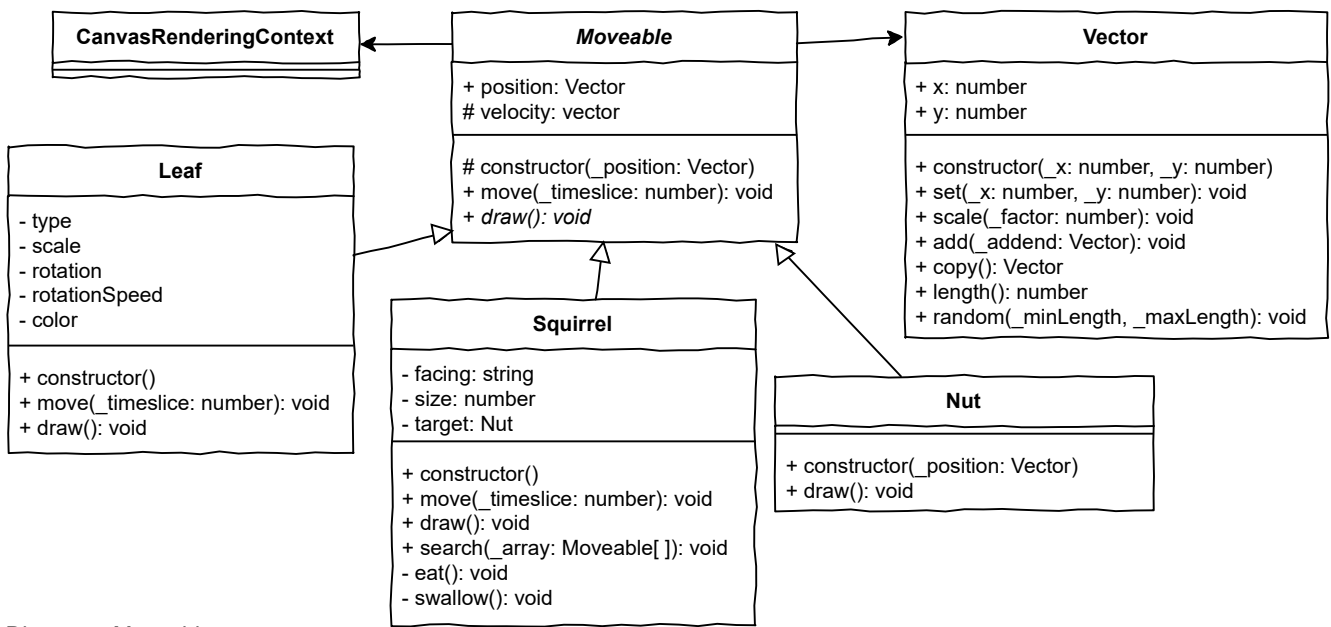 CanvasRenderingContext
Moveable
+ position: Vector
# velocity: vector
# constructor(_position: Vector)
+ move(_timeslice: number): void
+ draw(): void
Vector
+ x: number
+ y: number
+ constructor(_x: number, _y: number)
+ set(_x: number, _y: number): void
+ scale(_factor: number): void
+ add(_addend: Vector): void
+ copy(): Vector
+ length(): number
+ random(_minLength, _maxLength): void
Leaf
- type
- scale
- rotation
- rotationSpeed
- color
+ constructor()
+ move(_timeslice: number): void
+ draw(): void
Squirrel
- facing: string
- size: number
- target: Nut
+ constructor()
+ move(_timeslice: number): void
+ draw(): void
+ search(_array: Moveable[ ]): void
- eat(): void
- swallow(): void
Nut
+ constructor(_position: Vector)
+ draw(): void